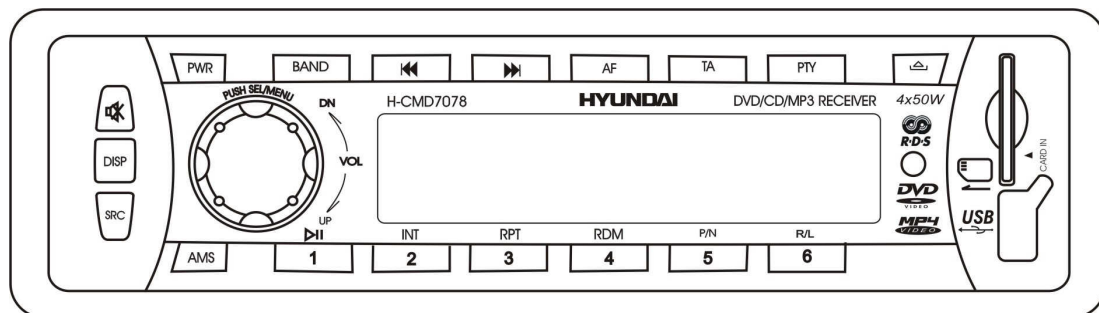 PWR BAND AF TA PTY
PUSH SEL/MENU DN H-CMD7078 HYUNDAI DVD/CD/MP3 RECEIVER 4x50W
R·D·S
CARD IN
DISP VOL
DVD
VIDEO
SRC UP MP4 USB
VIDEO
INT RPT RDM P/N R/L
AMS 1 2 3 4 5 6